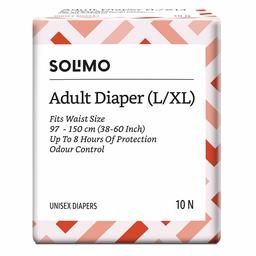 SOLIMO
Adult Diaper (L/XL)
Fits Waist Size
97 - 150 cm (38-60 Inch)
Up To 8 Hours Of Protection
Odour Control
UNISEX DIAPERS
10 N